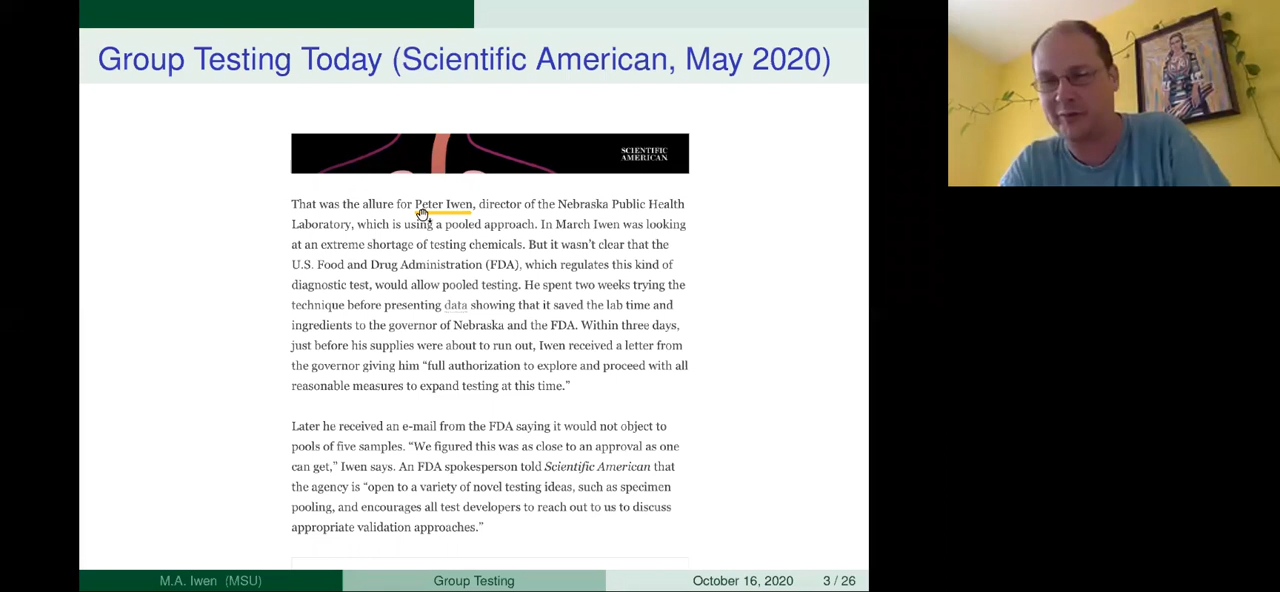 Group Testing Today (Scientific American, May 2020)
SCIENTIFIC
AMERICAN
That was the allure for Peter Iwen, director of the Nebraska Public Health
Laboratory, which is using a pooled approach. In March Iwen was looking
at an extreme shortage of testing chemicals. But it wasn't clear that the
U.S. Food and Drug Administration (FDA), which regulates this kind of
diagnostic test, would allow pooled testing. He spent two weeks trying the
technique before presenting data showing that it saved the lab time and
ingredients to the governor of Nebraska and the FDA. Within three days,
just before his supplies were about to run out, Iwen received a letter from
the governor giving him “full authorization to explore and proceed with all
reasonable measures to expand testing at this time.”
Later he received an e-mail from the FDA saying it would not object to
pools of five samples. “We figured this was as close to an approval as one
can get,” Iwen says. An FDA spokesperson told Scientific American that
the agency is “open to a variety of novel testing ideas, such as specimen
pooling, and encourages all test developers to reach out to us to discuss
appropriate validation approaches.”
M.A. Iwen (MSU) Group Testing October 16, 2020 3 / 26